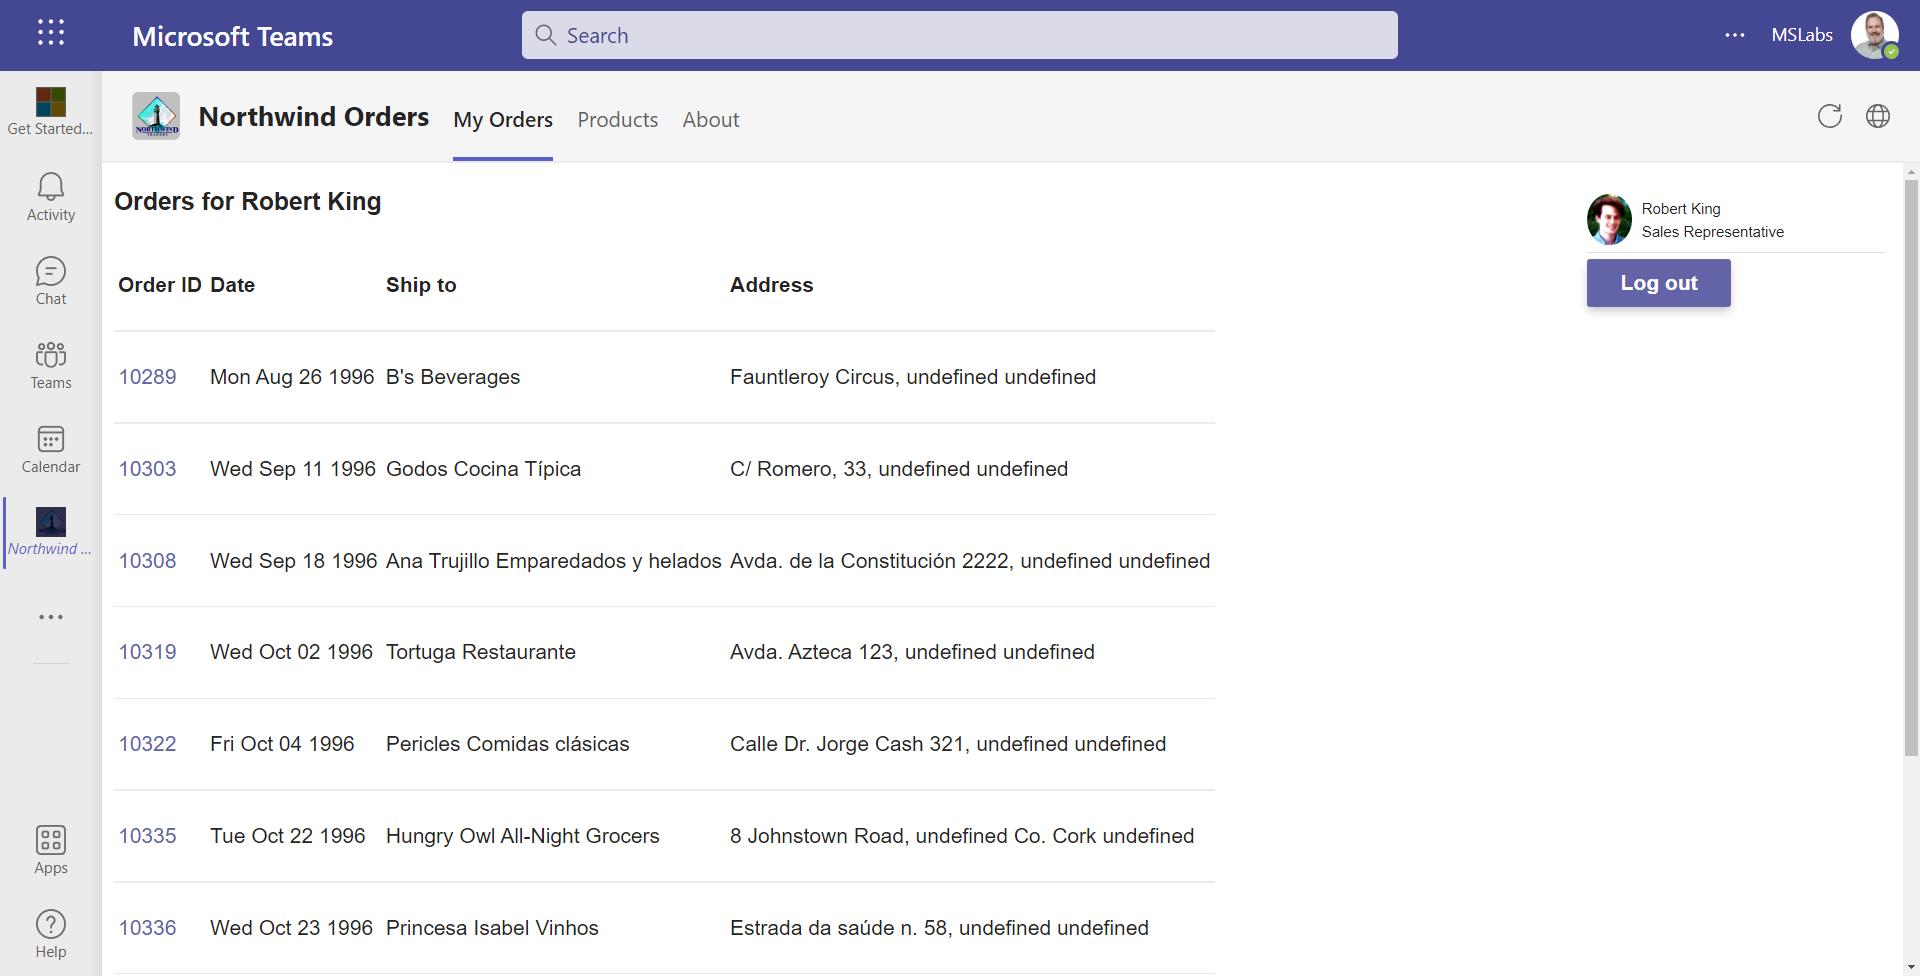 Microsoft Teams
Search
MSLabs
Get Started...
Activity
Chat
Teams
Calendar
Northwind ...
Apps
Help
NORTHWIND
TRADERS
Northwind Orders
My Orders
Products
About
Orders for Robert King
Robert King
Sales Representative
Log out
Order ID Date Ship to Address
10289 Mon Aug 26 1996 B's Beverages Fauntleroy Circus, undefined undefined
10303 Wed Sep 11 1996 Godos Cocina Típica C/ Romero, 33, undefined undefined
10308 Wed Sep 18 1996 Ana Trujillo Emparedados y helados Avda. de la Constitución 2222, undefined undefined
10319 Wed Oct 02 1996 Tortuga Restaurante Avda. Azteca 123, undefined undefined
10322 Fri Oct 04 1996 Pericles Comidas clásicas Calle Dr. Jorge Cash 321, undefined undefined
10335 Tue Oct 22 1996 Hungry Owl All-Night Grocers 8 Johnstown Road, undefined Co. Cork undefined
10336 Wed Oct 23 1996 Princesa Isabel Vinhos Estrada da saúde n. 58, undefined undefined